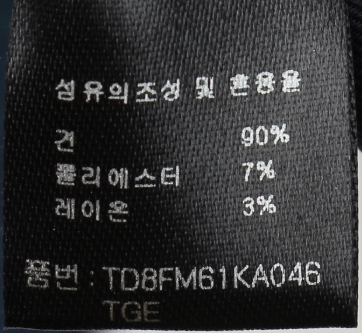 섬유의조성 및 혼용율
견 90%
폴리에스터 7%
레이온 3%
품번 : TD8FM61KA046
TGE